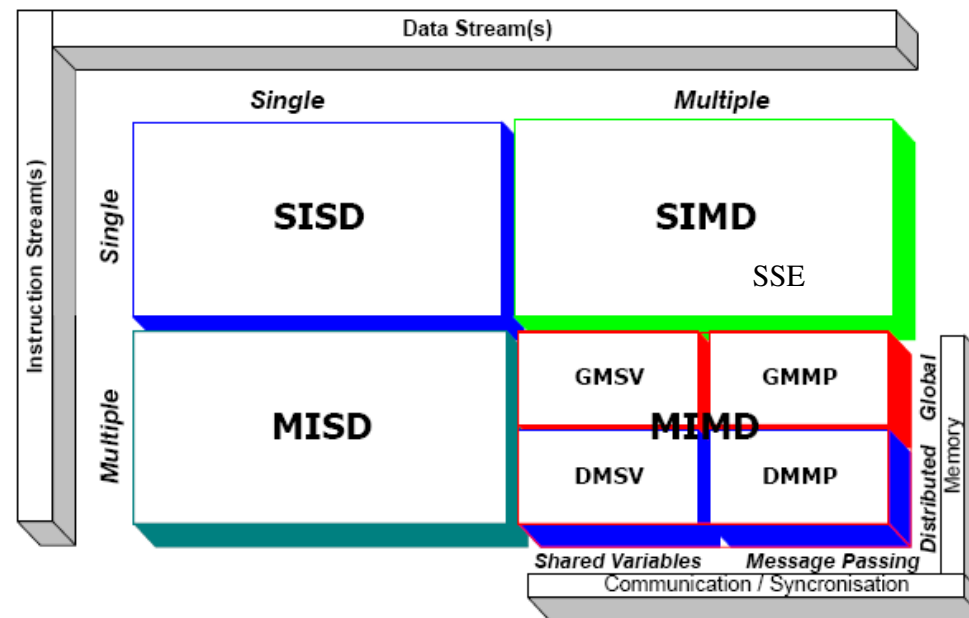 Data Stream(s)
Single
Multiple
Instruction Stream(s)
Single
SISD
SIMD
SSE
Multiple
MISD
MIMD
GMSV
GMMP
DMSV
DMMP
Global
Distributed
Memory
Shared Variables
Message Passing
Communication / Syncronisation